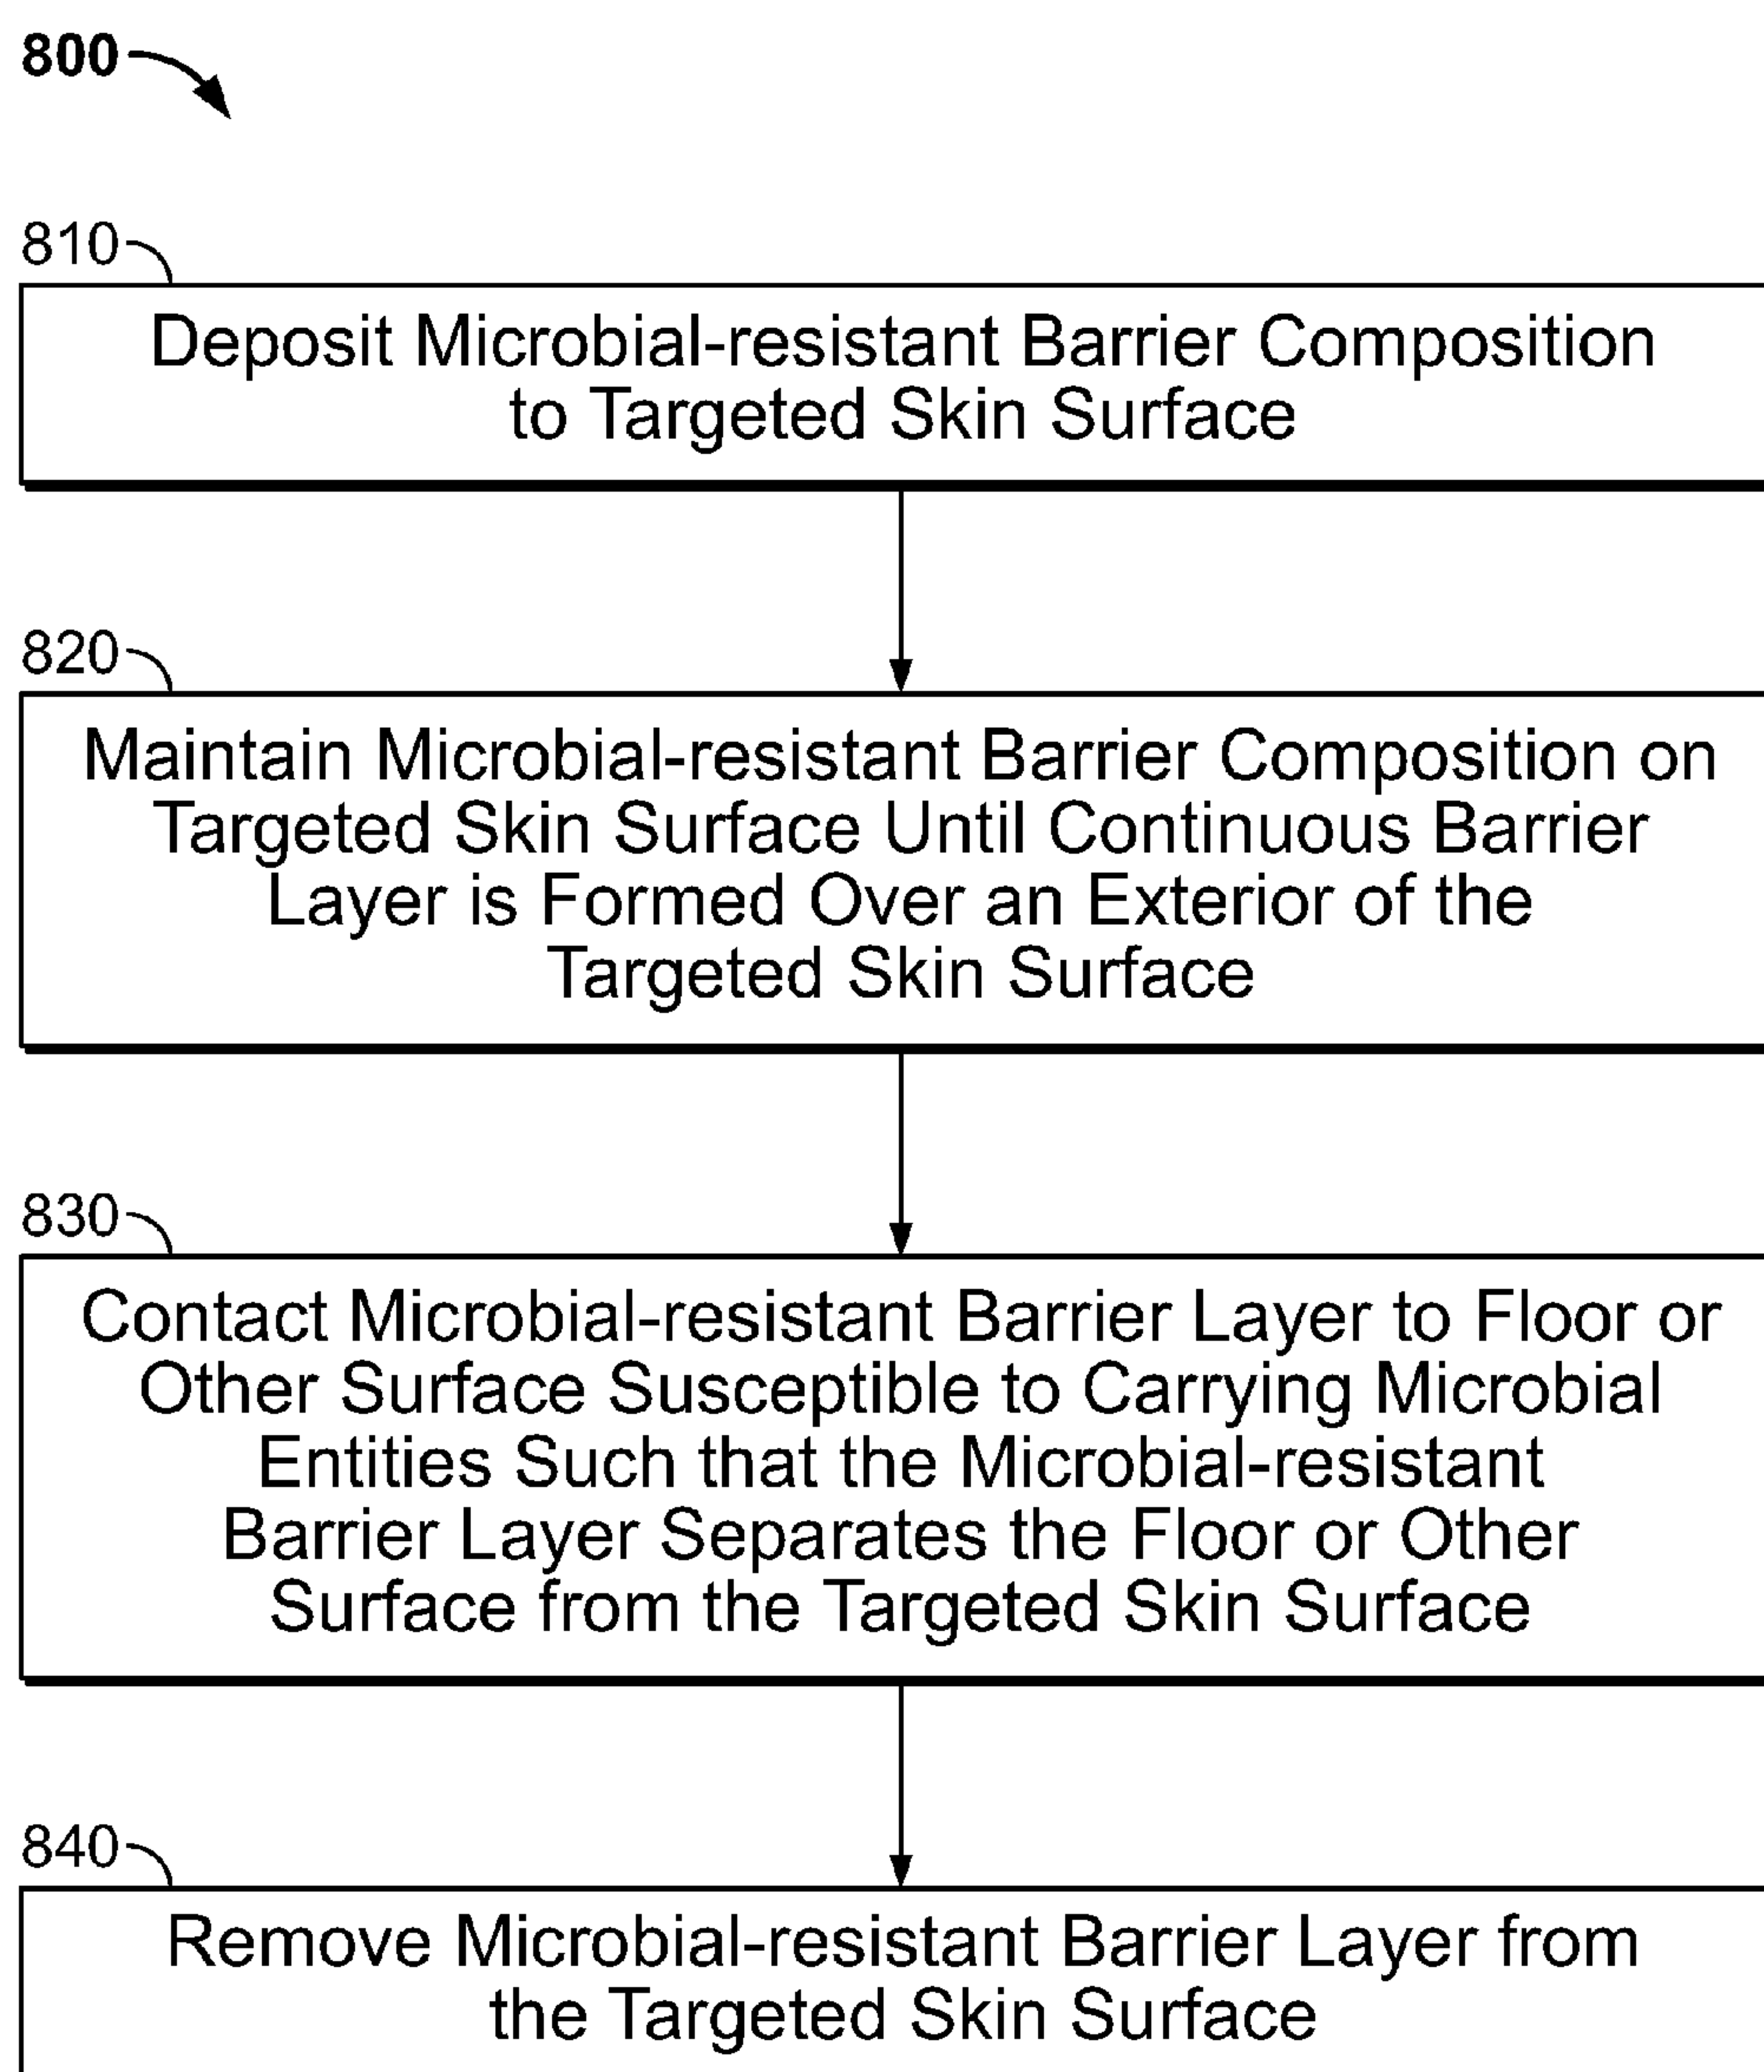 800
810
Deposit Microbial-resistant Barrier Composition
to Targeted Skin Surface
820
Maintain Microbial-resistant Barrier Composition on
Targeted Skin Surface Until Continuous Barrier
Layer is Formed Over an Exterior of the
Targeted Skin Surface
830
Contact Microbial-resistant Barrier Layer to Floor or
Other Surface Susceptible to Carrying Microbial
Entities Such that the Microbial-resistant
Barrier Layer Separates the Floor or Other
Surface from the Targeted Skin Surface
840
Remove Microbial-resistant Barrier Layer from
the Targeted Skin Surface